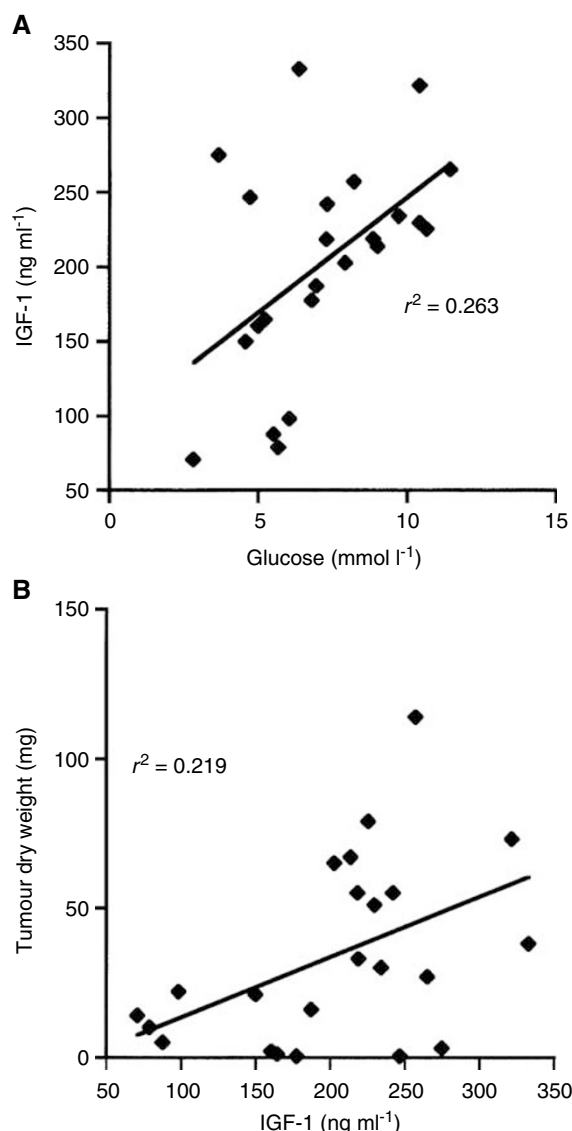 A
350
300
250
200
150
100
50
IGF-1 (ng ml⁻¹)
r² = 0.263
0 5 10 15
Glucose (mmol l⁻¹)
B
150
100
50
0
Tumour dry weight (mg)
r² = 0.219
50 100 150 200 250 300 350
IGF-1 (ng ml⁻¹)